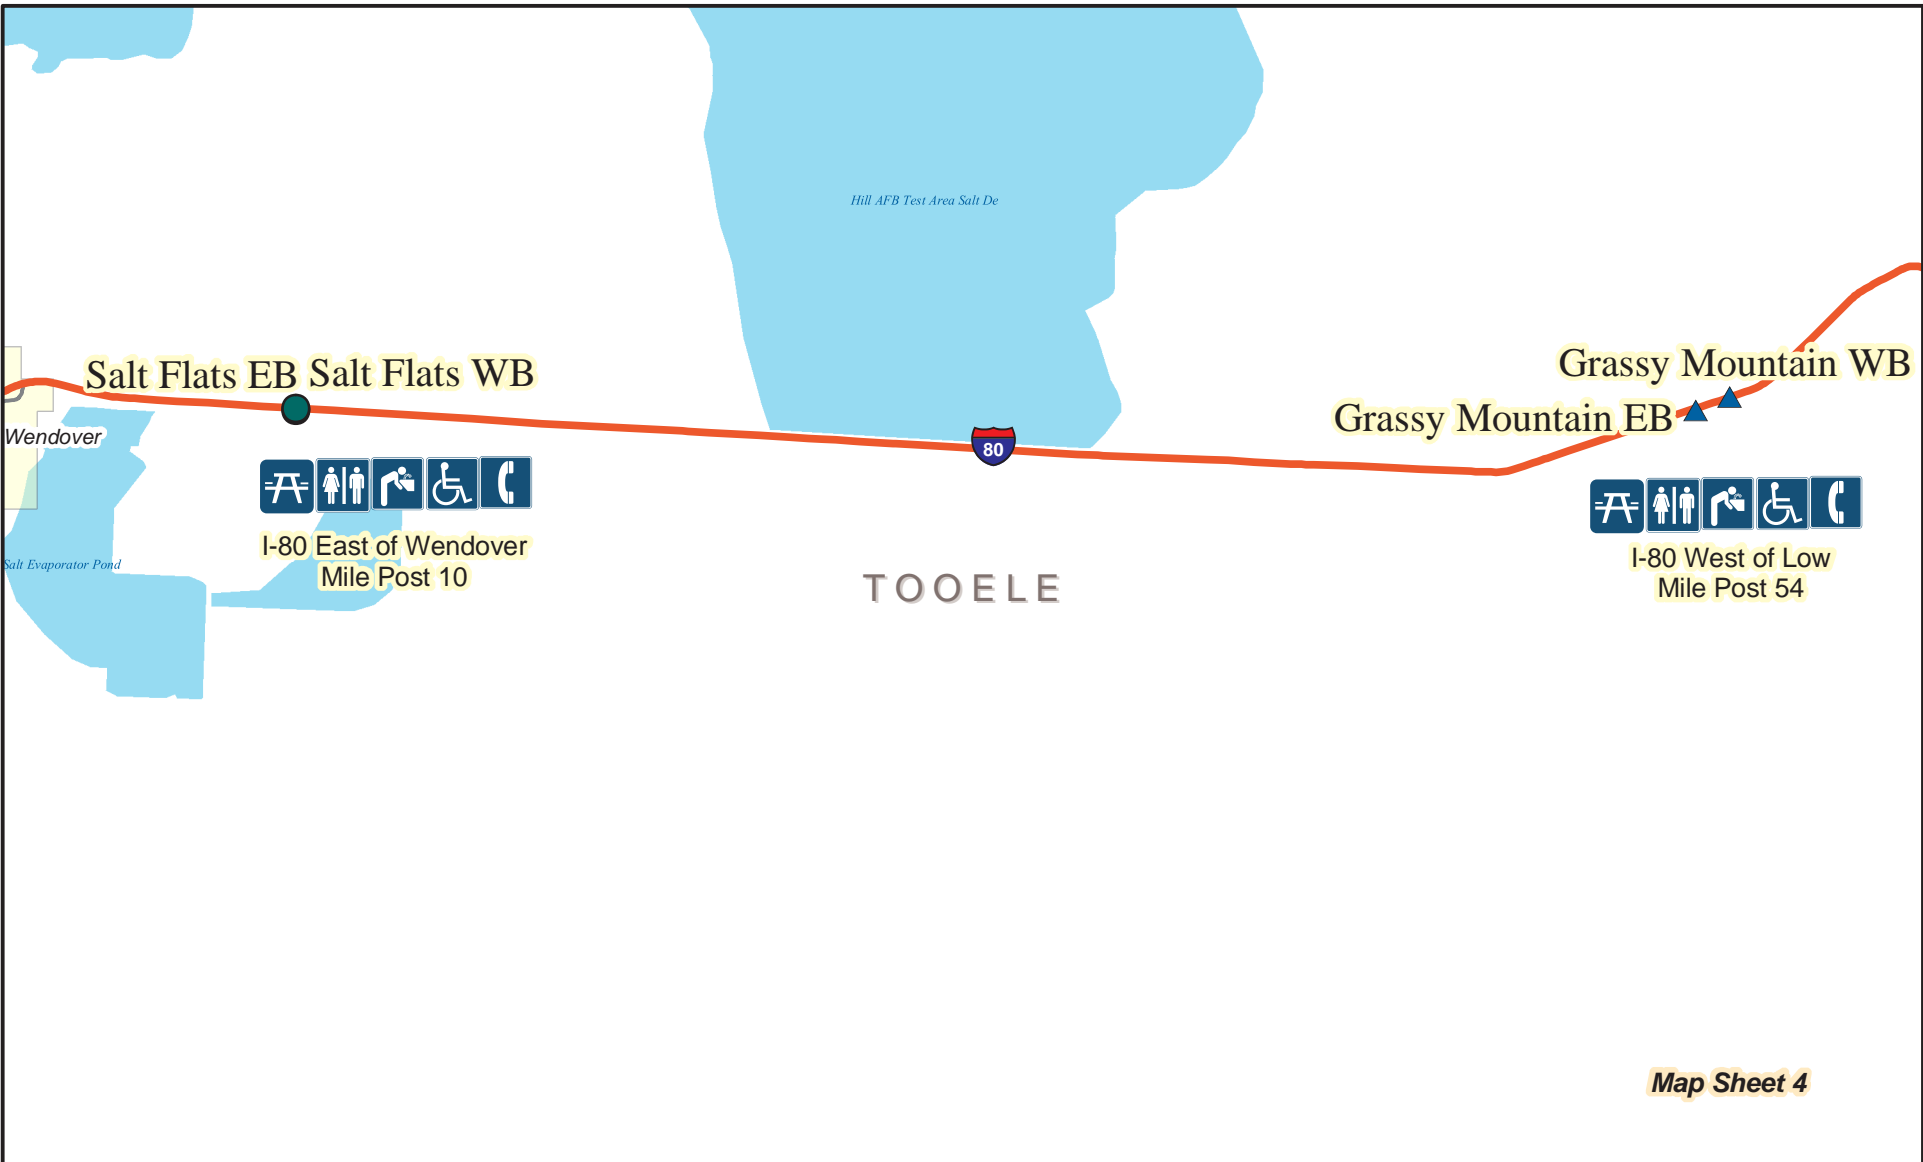 Hill AFB Test Area Salt De
Salt Flats EB
Salt Flats WB
Grassy Mountain WB
Grassy Mountain EB
Wendover
80
I-80 East of Wendover
Mile Post 10
Salt Evaporator Pond
TOOELE
I-80 West of Low
Mile Post 54
Map Sheet 4